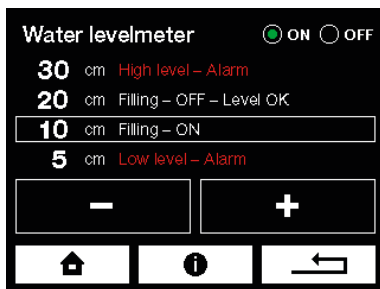 Water levelmeter ON OFF
30 cm High level – Alarm
20 cm Filling – OFF – Level OK
10 cm Filling – ON
5 cm Low level – Alarm
– +
i